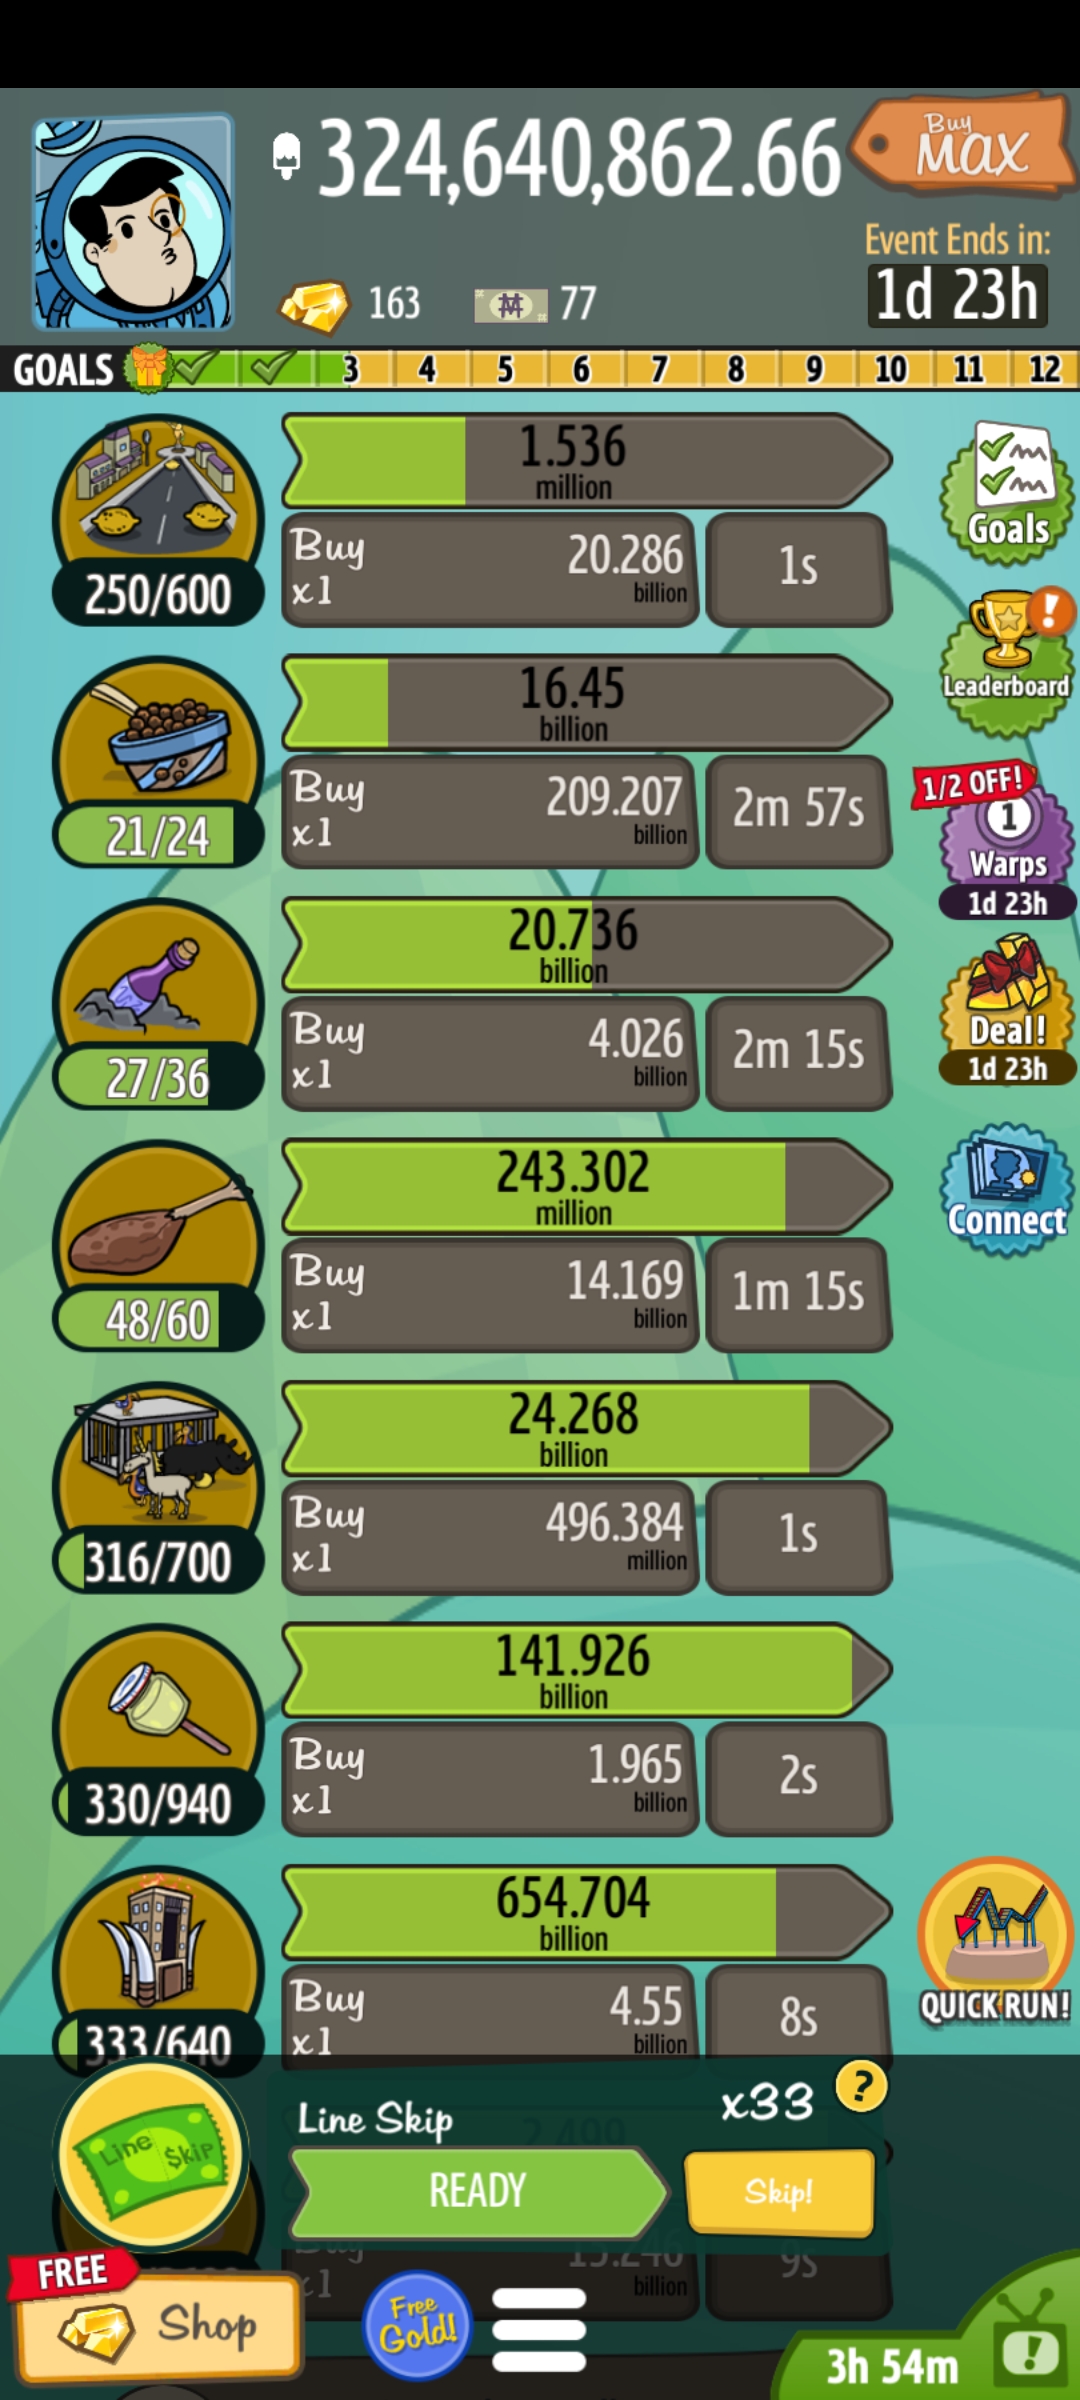 324,640,862.66
Buy
MAX
Event Ends in:
1d 23h
163
77
GOALS
3 4 5 6 7 8 9 10 11 12
1.536
million
Buy
x1
20.286
billion
1s
250/600
Goals
Leaderboard
16.45
billion
Buy
x1
209.207
billion
2m 57s
21/24
1/2 OFF!
1
Warps
1d 23h
20.736
billion
Buy
x1
4.026
billion
2m 15s
27/36
Deal!
1d 23h
243.302
million
Buy
x1
14.169
billion
1m 15s
48/60
Connect
24.268
billion
Buy
x1
496.384
million
1s
316/700
141.926
billion
Buy
x1
1.965
billion
2s
330/940
654.704
billion
Buy
x1
4.55
billion
8s
333/640
QUICK RUN!
Line Skip
Line Skip
x33
?
2.499
READY
Skip!
Buy
x1
13.246
billion
9s
FREE
Shop
Free
Gold!
3h 54m